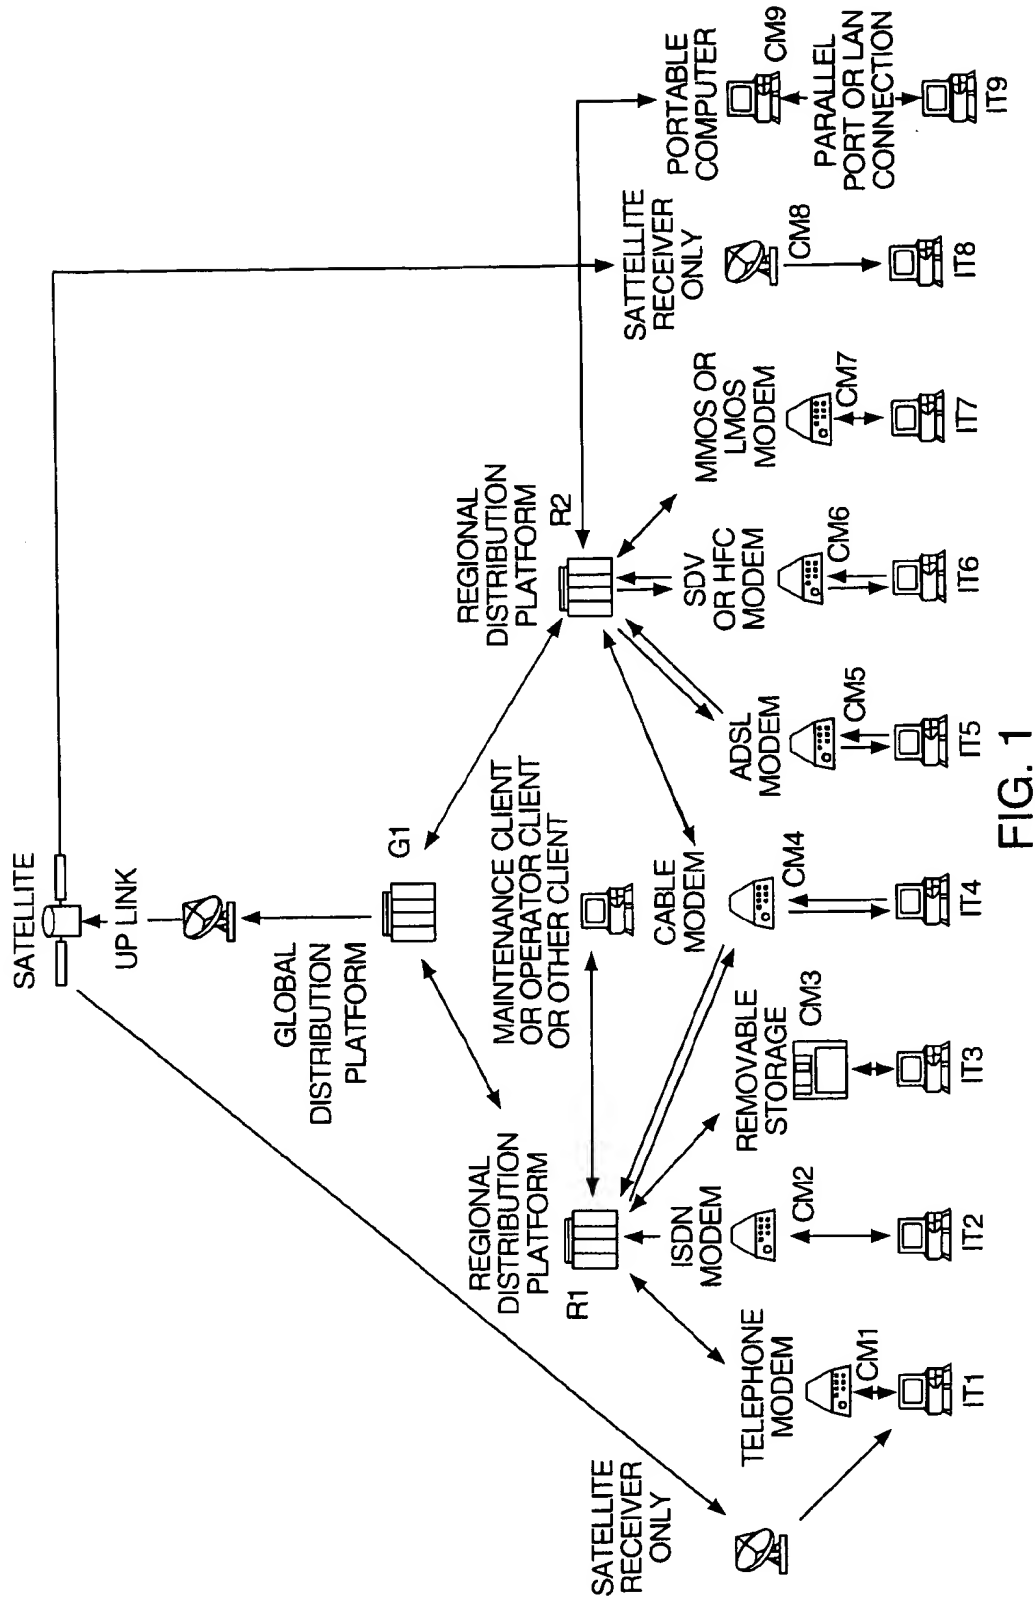 SATELLITE
UP LINK
GLOBAL
DISTRIBUTION
PLATFORM
G1
REGIONAL
DISTRIBUTION
PLATFORM
R1
MAINTENANCE CLIENT
OR OPERATOR CLIENT
OR OTHER CLIENT
REGIONAL
DISTRIBUTION
PLATFORM
R2
SATELLITE
RECEIVER
ONLY
TELEPHONE
MODEM
CM1
IT1
ISDN
MODEM
CM2
IT2
REMOVABLE
STORAGE
CM3
IT3
CABLE
MODEM
CM4
IT4
ADSL
MODEM
CM5
IT5
SDV
OR HFC
MODEM
CM6
IT6
MMOS OR
LMOS
MODEM
CM7
IT7
SATTELLITE
RECEIVER
ONLY
CM8
IT8
PORTABLE
COMPUTER
CM9
PARALLEL
PORT OR LAN
CONNECTION
IT9
FIG. 1